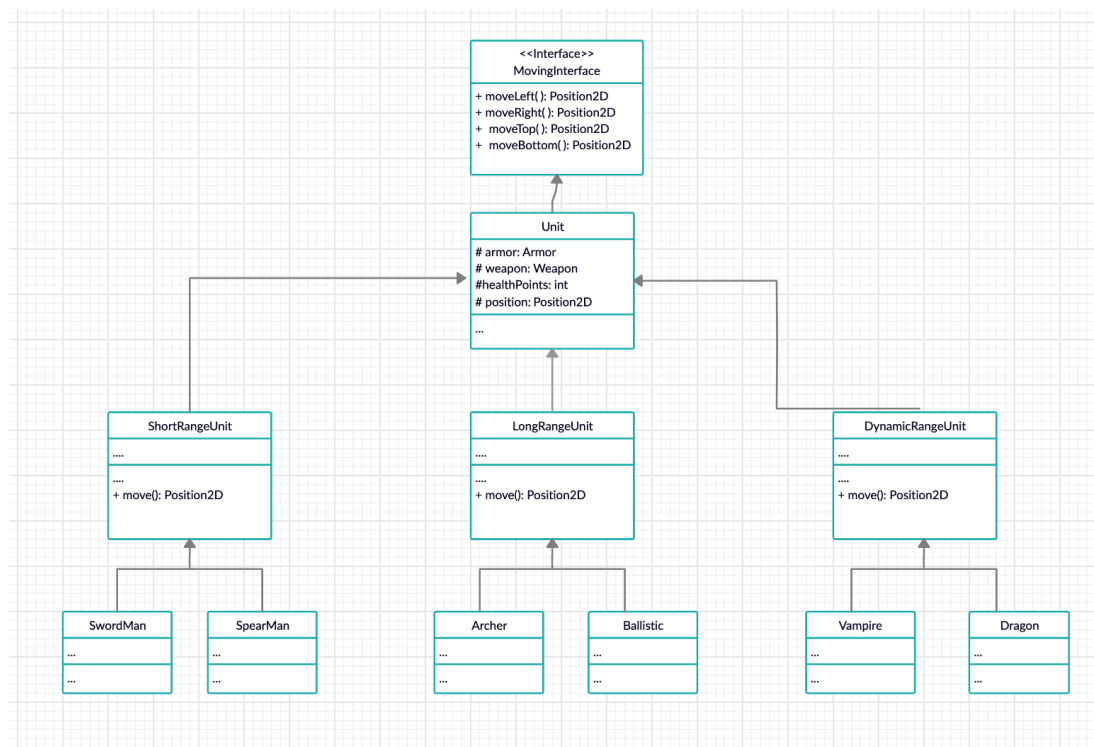 <<Interface>>
MovingInterface
+ moveLeft( ): Position2D
+ moveRight( ): Position2D
+  moveTop( ): Position2D
+  moveBottom( ): Position2D
Unit
# armor: Armor
# weapon: Weapon
#healthPoints: int
# position: Position2D
...
ShortRangeUnit
....
....
+ move(): Position2D
LongRangeUnit
....
....
+ move(): Position2D
DynamicRangeUnit
....
....
+ move(): Position2D
SwordMan
...
...
SpearMan
...
...
Archer
...
...
Ballistic
...
...
Vampire
...
...
Dragon
...
...